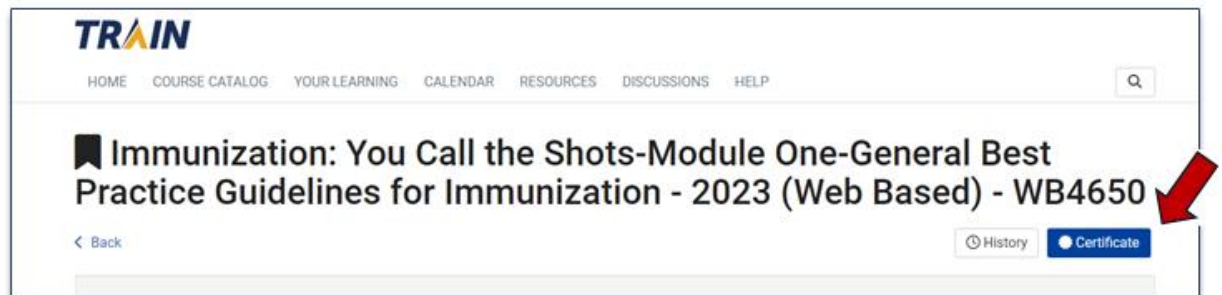 TRAIN
HOME COURSE CATALOG YOUR LEARNING CALENDAR RESOURCES DISCUSSIONS HELP
Immunization: You Call the Shots-Module One-General Best
Practice Guidelines for Immunization - 2023 (Web Based) - WB4650
Back
History
Certificate